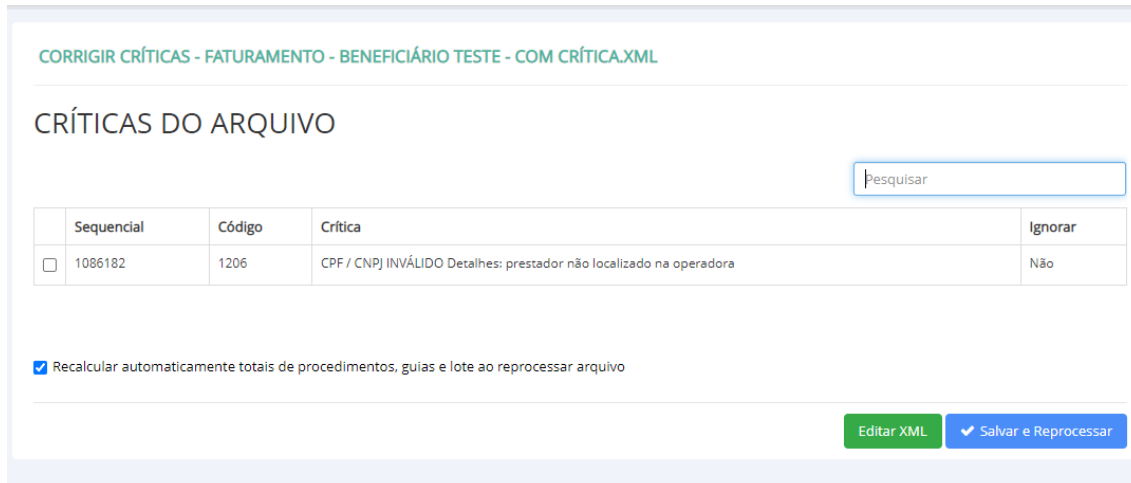 CORRIGIR CRÍTICAS - FATURAMENTO - BENEFICIÁRIO TESTE - COM CRÍTICA.XML
CRÍTICAS DO ARQUIVO
Pesquisar
Sequencial Código Crítica Ignorar
1086182 1206 CPF / CNPJ INVÁLIDO Detalhes: prestador não localizado na operadora Não
Recalcular automaticamente totais de procedimentos, guias e lote ao reprocessar arquivo
Editar XML Salvar e Reprocessar